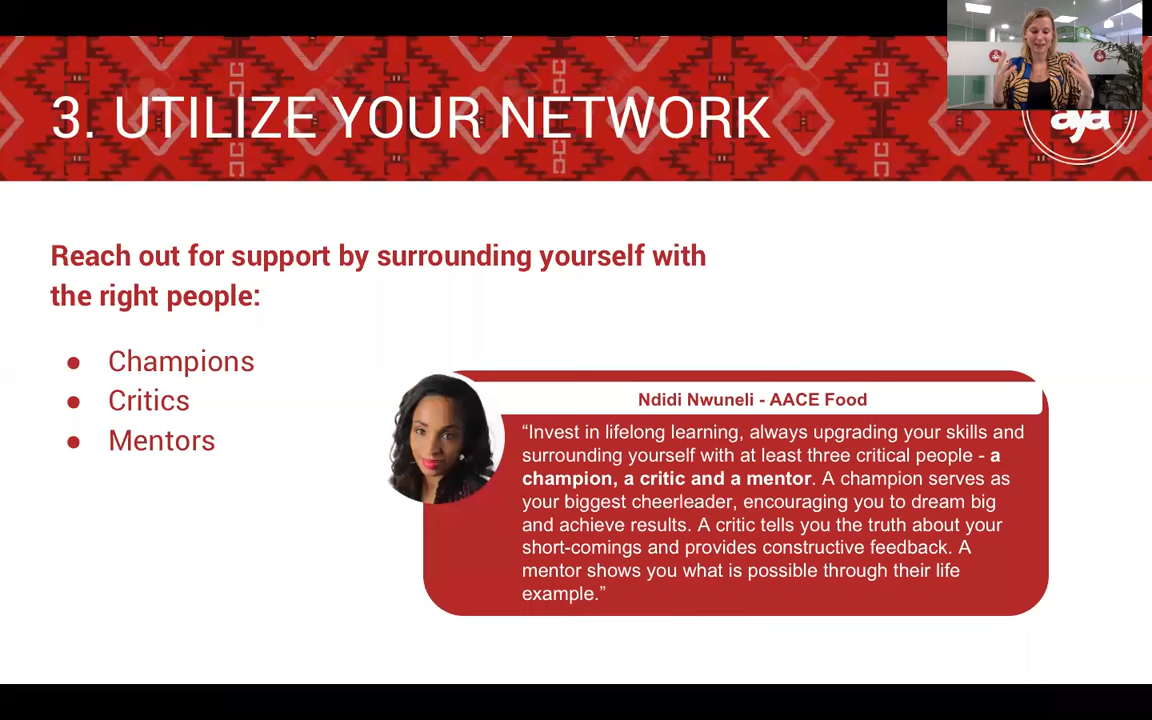 3. UTILIZE YOUR NETWORK
aya
Reach out for support by surrounding yourself with
the right people:
● Champions
● Critics
● Mentors
Ndidi Nwuneli - AACE Food
“Invest in lifelong learning, always upgrading your skills and
surrounding yourself with at least three critical people - a
champion, a critic and a mentor. A champion serves as
your biggest cheerleader, encouraging you to dream big
and achieve results. A critic tells you the truth about your
short-comings and provides constructive feedback. A
mentor shows you what is possible through their life
example.”